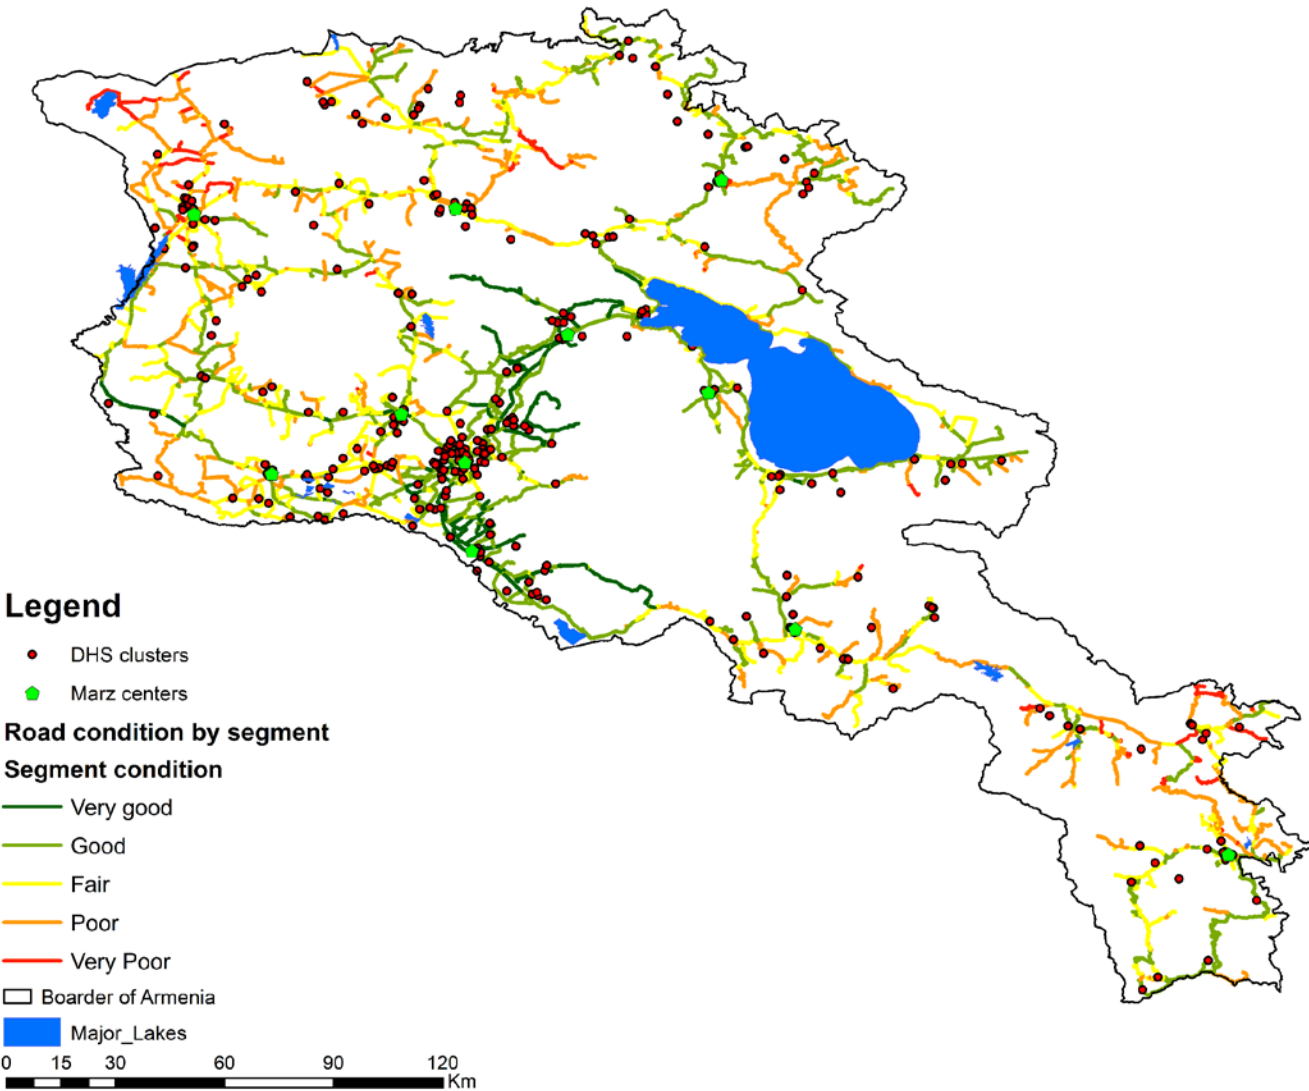 Legend
DHS clusters
Marz centers
Road condition by segment
Segment condition
Very good
Good
Fair
Poor
Very Poor
Boarder of Armenia
Major_Lakes
0 15 30 60 90 120
Km